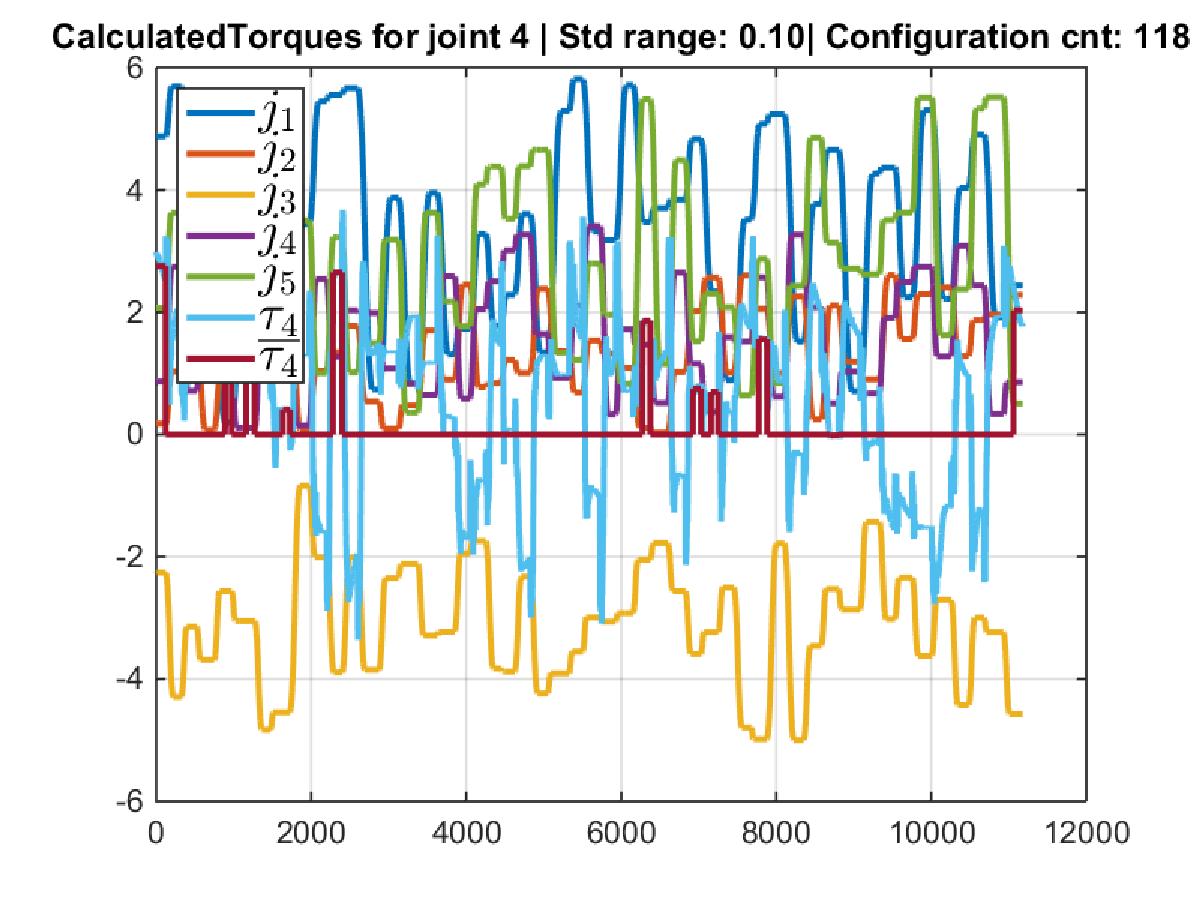 CalculatedTorques for joint 4 | Std range: 0.10| Configuration cnt: 118
6
4
2
0
-2
-4
-6
j1
j2
j3
j4
j5
τ4
τ̅4
0 2000 4000 6000 8000 10000 12000